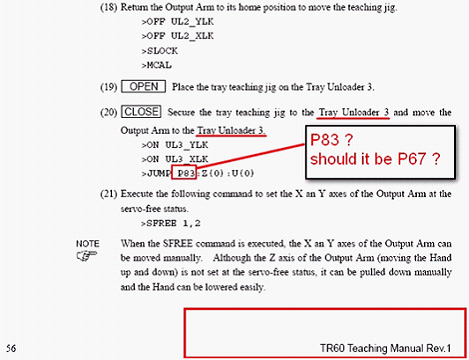 (18) Return the Output Arm to its home position to move the teaching jig.
>OFF UL2_YLK
>OFF UL2_XLK
>SLOCK
>MCAL
(19) OPEN Place the tray teaching jig on the Tray Unloader 3.
(20) CLOSE Secure the tray teaching jig to the Tray Unloader 3 and move the
Output Arm to the Tray Unloader 3.
>ON UL3_YLK
>ON UL3_XLK
>JUMP P83:Z(0):U(0)
P83 ?
should it be P67 ?
(21) Execute the following command to set the X an Y axes of the Output Arm at the
servo-free status.
>SFREE 1,2
NOTE When the SFREE command is executed, the X an Y axes of the Output Arm can
be moved manually. Although the Z axis of the Output Arm (moving the Hand
up and down) is not set at the servo-free status, it can be pulled down manually
and the Hand can be lowered easily.
56 TR60 Teaching Manual Rev.1